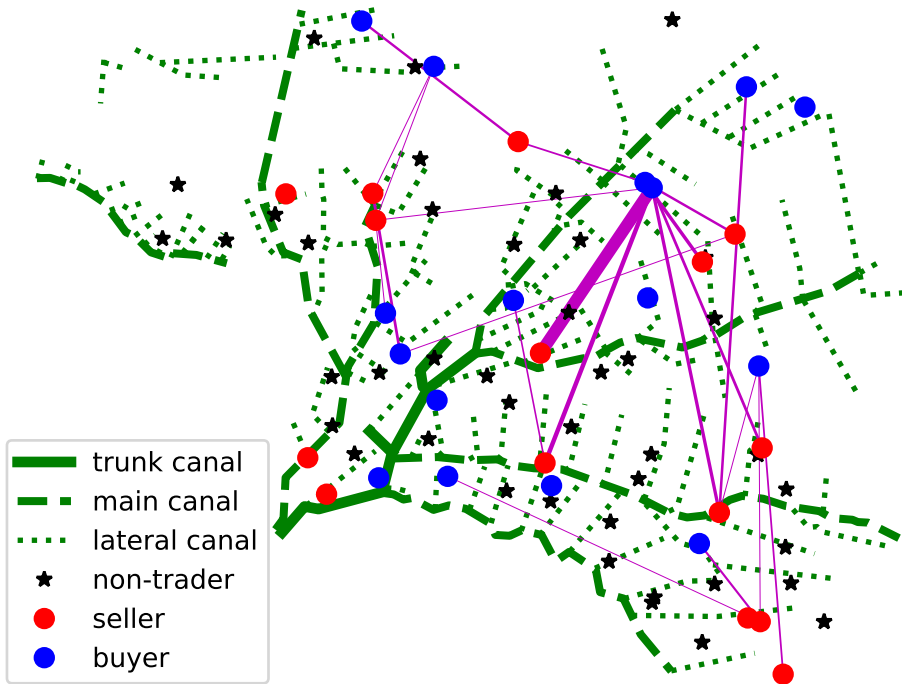 trunk canal
main canal
lateral canal
non-trader
seller
buyer